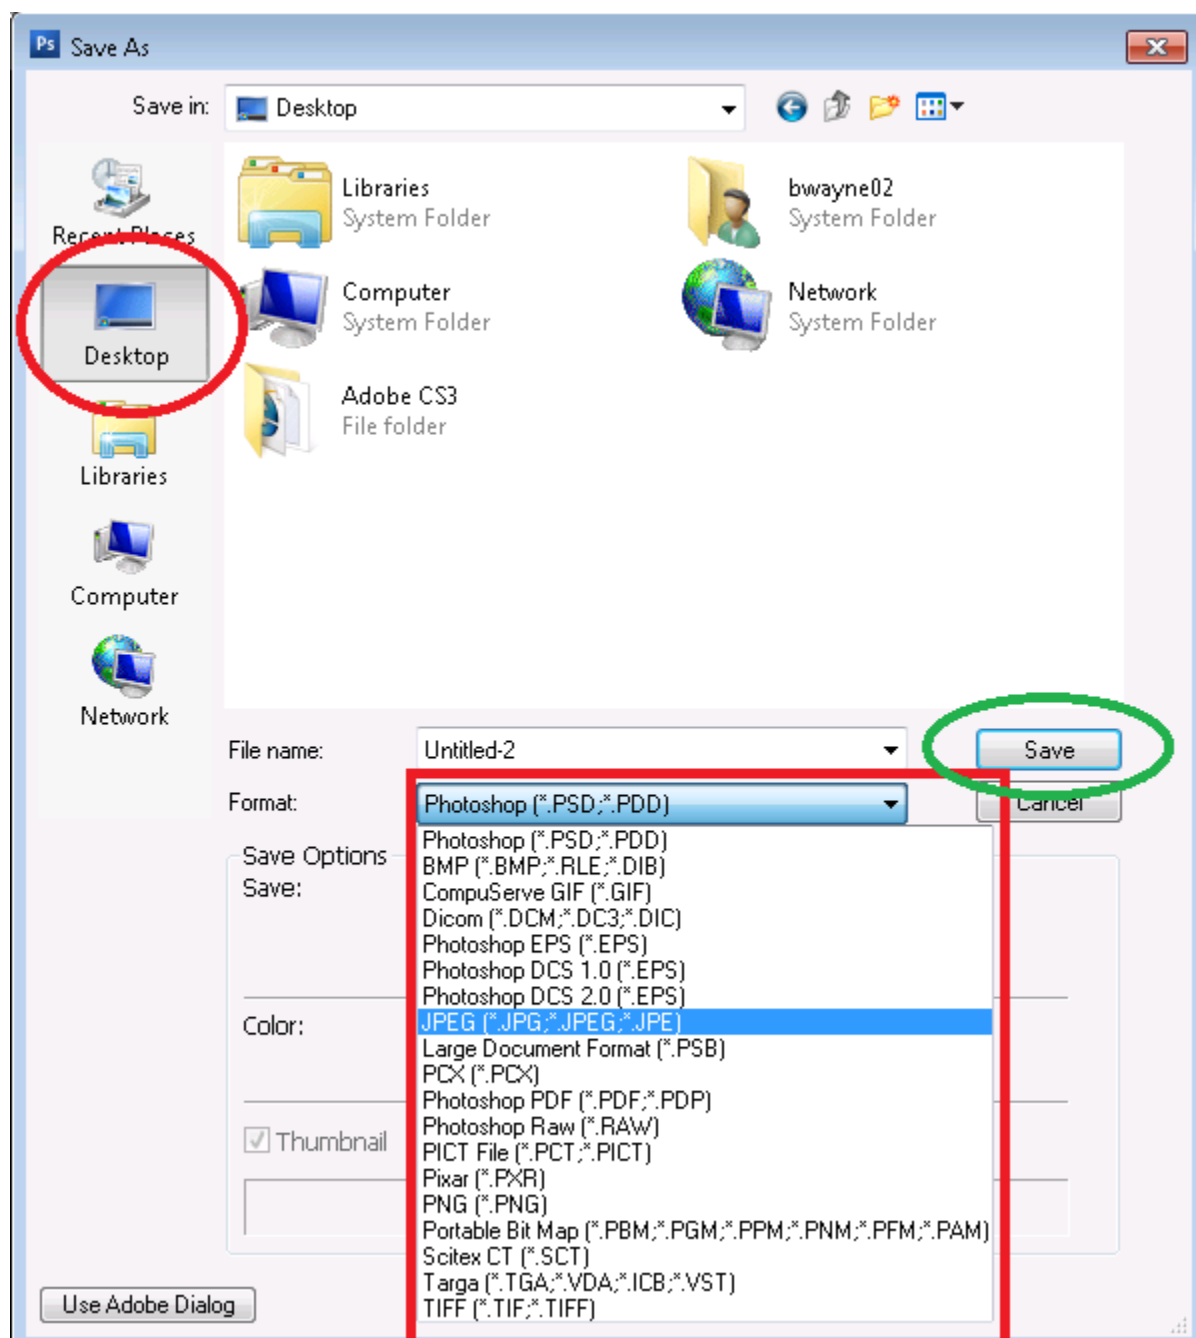 Ps Save As
Save in: Desktop
Recent Places
Desktop
Libraries
Computer
Network
Libraries
System Folder
bwayne02
System Folder
Computer
System Folder
Network
System Folder
Adobe CS3
File folder
File name: Untitled-2 Save
Format: Photoshop (*.PSD;*.PDD) Cancel
Save Options
Save:
Color:
Thumbnail
Photoshop (*.PSD;*.PDD)
BMP (*.BMP;*.RLE;*.DIB)
CompuServe GIF (*.GIF)
Dicom (*.DCM;*.DC3;*.DIC)
Photoshop EPS (*.EPS)
Photoshop DCS 1.0 (*.EPS)
Photoshop DCS 2.0 (*.EPS)
JPEG (*.JPG;*.JPEG;*.JPE)
Large Document Format (*.PSB)
PCX (*.PCX)
Photoshop PDF (*.PDF;*.PDP)
Photoshop Raw (*.RAW)
PICT File (*.PCT;*.PICT)
Pixar (*.PXR)
PNG (*.PNG)
Portable Bit Map (*.PBM;*.PGM;*.PPM;*.PNM;*.PFM;*.PAM)
Scitex CT (*.SCT)
Targa (*.TGA;*.VDA;*.ICB;*.VST)
TIFF (*.TIF;*.TIFF)
Use Adobe Dialog